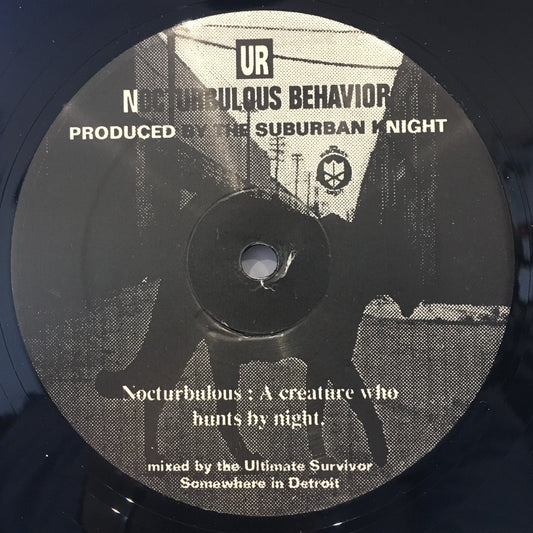 UR
NOCTURBULOUS BEHAVIOR
PRODUCED BY THE SUBURBAN KNIGHT
Nocturbulous : A creature who
hunts by night.
mixed by the Ultimate Survivor
Somewhere in Detroit